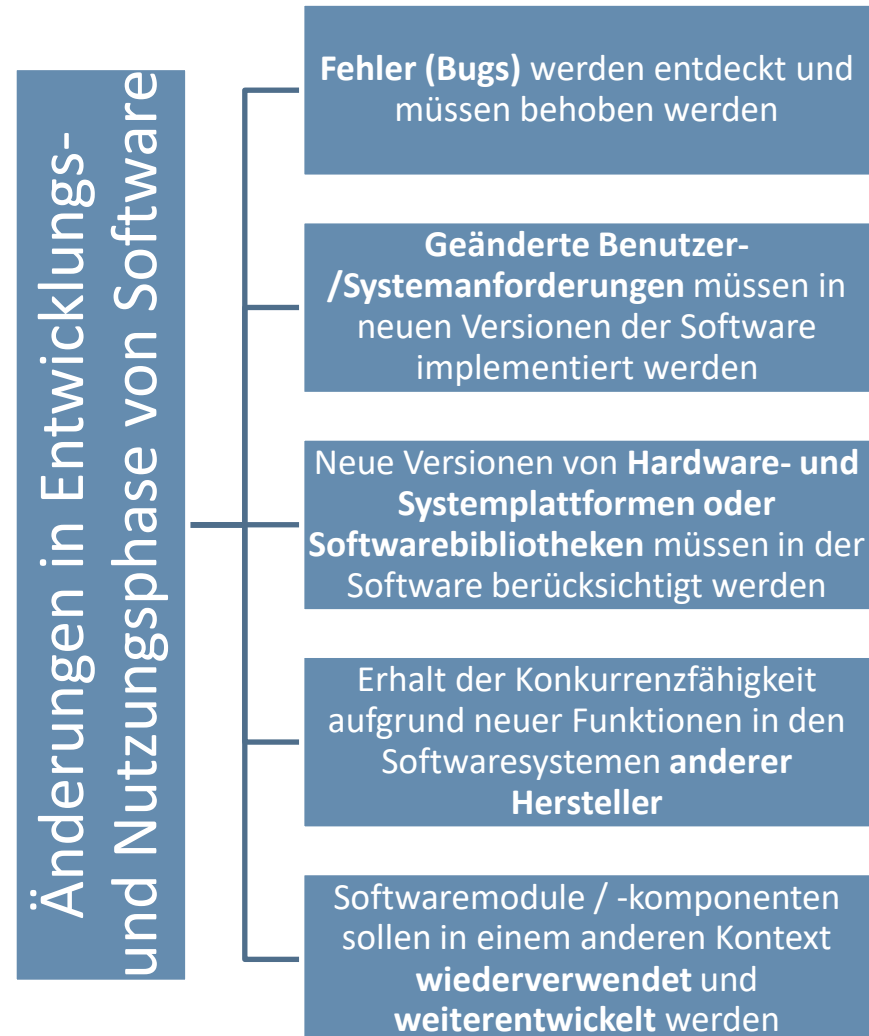 Änderungen in Entwicklungs-
und Nutzungsphase von Software
Fehler (Bugs) werden entdeckt und
müssen behoben werden
Geänderte Benutzer-
/Systemanforderungen müssen in
neuen Versionen der Software
implementiert werden
Neue Versionen von Hardware- und
Systemplattformen oder
Softwarebibliotheken müssen in der
Software berücksichtigt werden
Erhalt der Konkurrenzfähigkeit
aufgrund neuer Funktionen in den
Softwaresystemen anderer
Hersteller
Softwaremodule / -komponenten
sollen in einem anderen Kontext
wiederverwendet und
weiterentwickelt werden